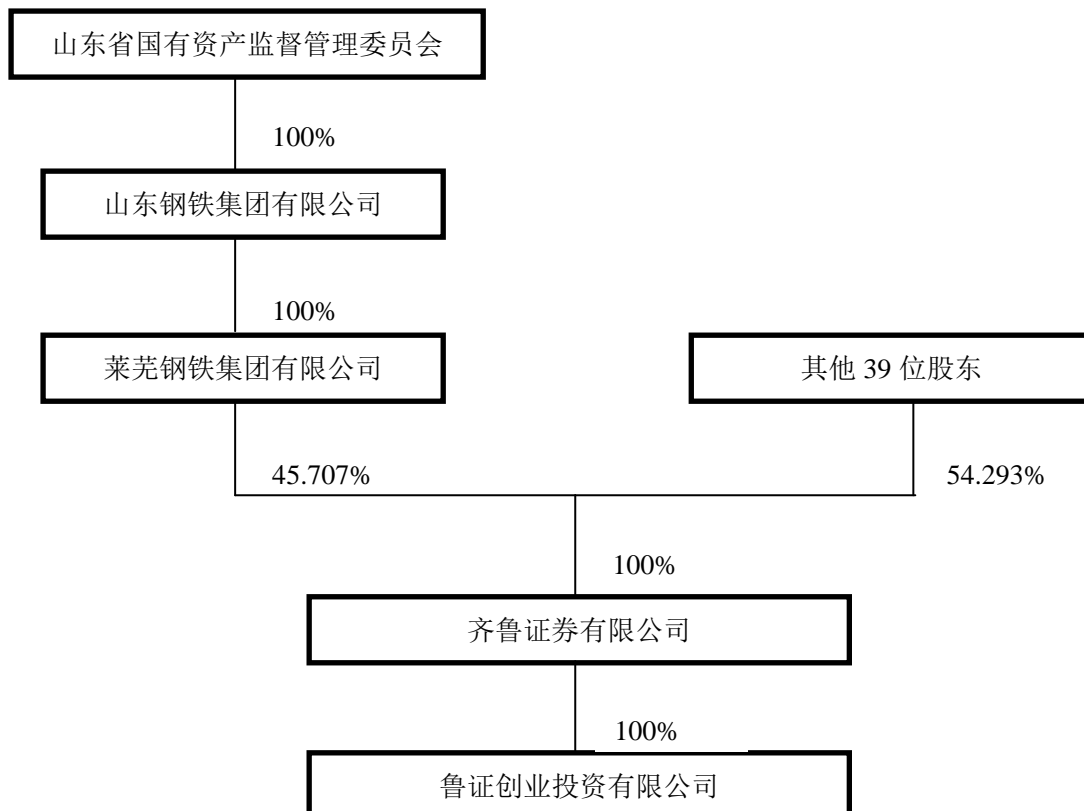 山东省国有资产监督管理委员会
100%
山东钢铁集团有限公司
100%
莱芜钢铁集团有限公司
其他 39 位股东
45.707%
54.293%
100%
齐鲁证券有限公司
100%
鲁证创业投资有限公司